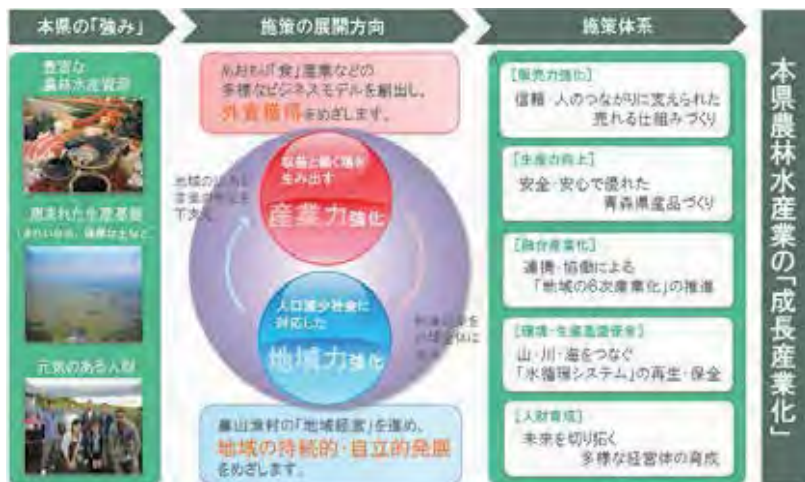 本県の「強み」
豊富な
農林水産資源
恵まれた生産基盤
元気のある人財
施策の展開方向
「食」産業などの
多様なビジネスモデルを創出し、
外貨獲得をめざします。
収益と働く場を
生み出す
産業力強化
人口減少社会に
対応した
地域力強化
農山漁村の「地域経営」を進め、
地域の持続的・自立的発展
をめざします。
施策体系
[販売力強化]
信頼・人のつながりに支えられた
売れる仕組みづくり
[生産力向上]
安全・安心で優れた
青森県産品づくり
[融合産業化]
連携・協働による
「地域の6次産業化」の推進
[環境・生産基盤保全]
山・川・海をつなぐ
「水循環システム」の再生・保全
[人財育成]
未来を切り拓く
多様な経営体の育成
本県農林水産業の「成長産業化」